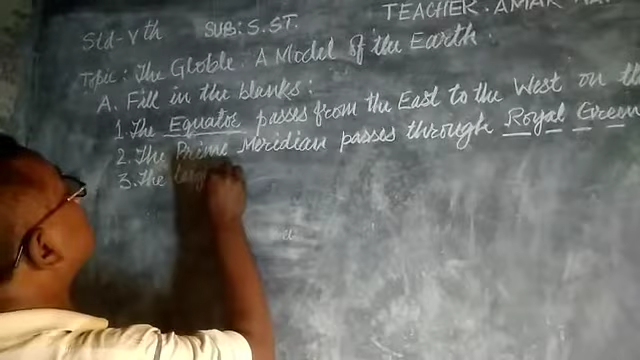 TEACHER. AMAR
Std-Vth SUB: S. ST.
Topic: The Globle. A Model of the Earth.
A. Fill in the blanks:
1. The Equator passes from the East to the West on the
2. The Prime Meridian passes through Royal Green
3. The